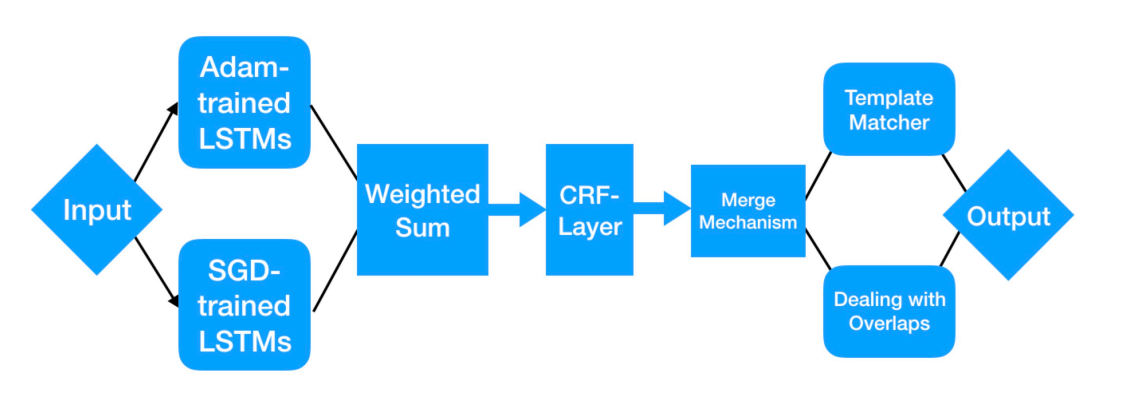 Input
Adam-
trained
LSTMs
SGD-
trained
LSTMs
Weighted
Sum
CRF-
Layer
Merge
Mechanism
Template
Matcher
Dealing with
Overlaps
Output